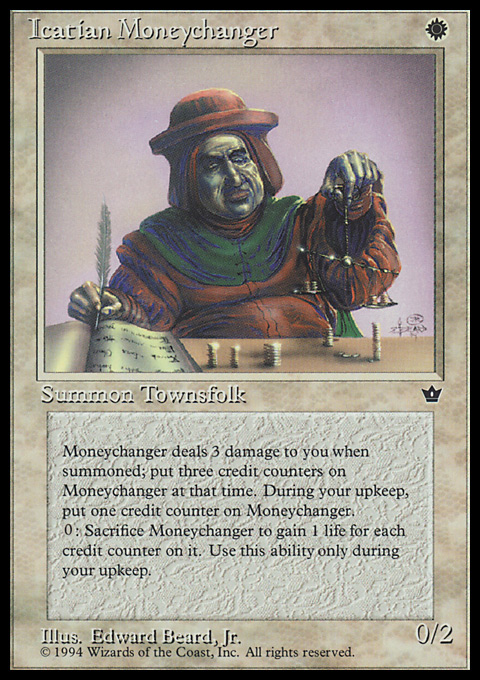 Icatian Moneychanger
Summon Townsfolk
Moneychanger deals 3 damage to you when
summoned; put three credit counters on
Moneychanger at that time. During your upkeep,
put one credit counter on Moneychanger.
0: Sacrifice Moneychanger to gain 1 life for each
credit counter on it. Use this ability only during
your upkeep.
Illus. Edward Beard, Jr.
0/2
© 1994 Wizards of the Coast, Inc. All rights reserved.